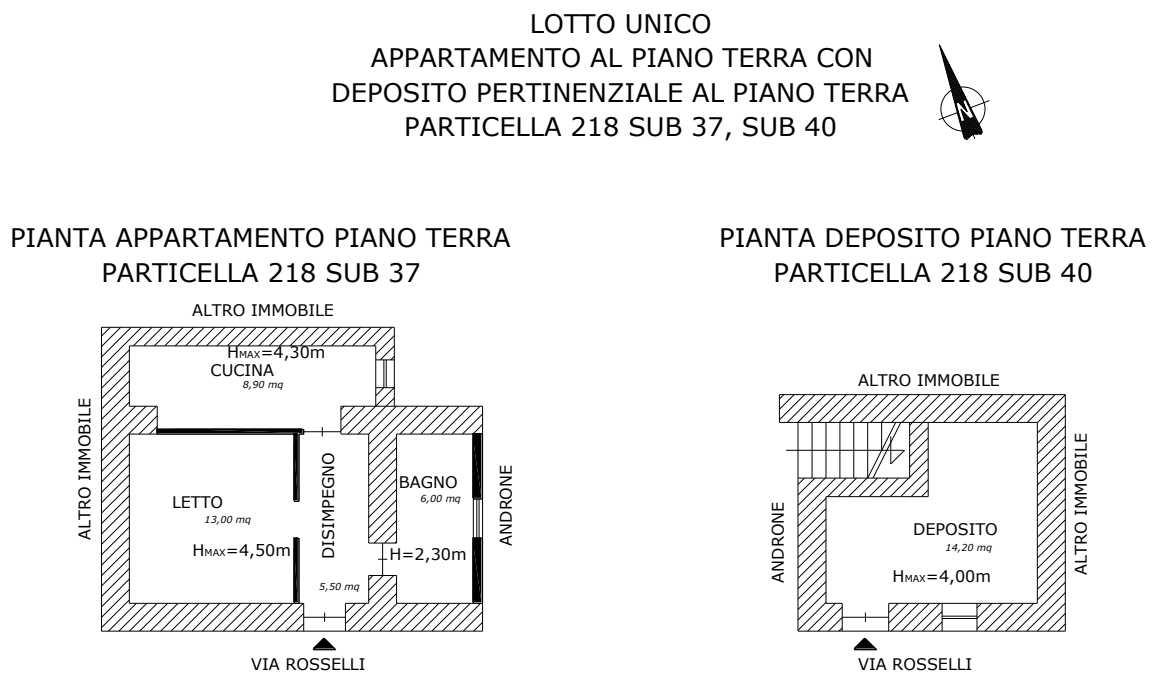 LOTTO UNICO
APPARTAMENTO AL PIANO TERRA CON
DEPOSITO PERTINENZIALE AL PIANO TERRA
PARTICELLA 218 SUB 37, SUB 40
N
PIANTA APPARTAMENTO PIANO TERRA
PARTICELLA 218 SUB 37
ALTRO IMMOBILE
HMAX=4,30m
CUCINA
8,90 mq
ALTRO IMMOBILE
LETTO
13,00 mq
HMAX=4,50m
DISIMPEGNO
5,50 mq
BAGNO
6,00 mq
H=2,30m
ANDRONE
VIA ROSSELLI
PIANTA DEPOSITO PIANO TERRA
PARTICELLA 218 SUB 40
ALTRO IMMOBILE
ANDRONE
DEPOSITO
14,20 mq
HMAX=4,00m
ALTRO IMMOBILE
VIA ROSSELLI